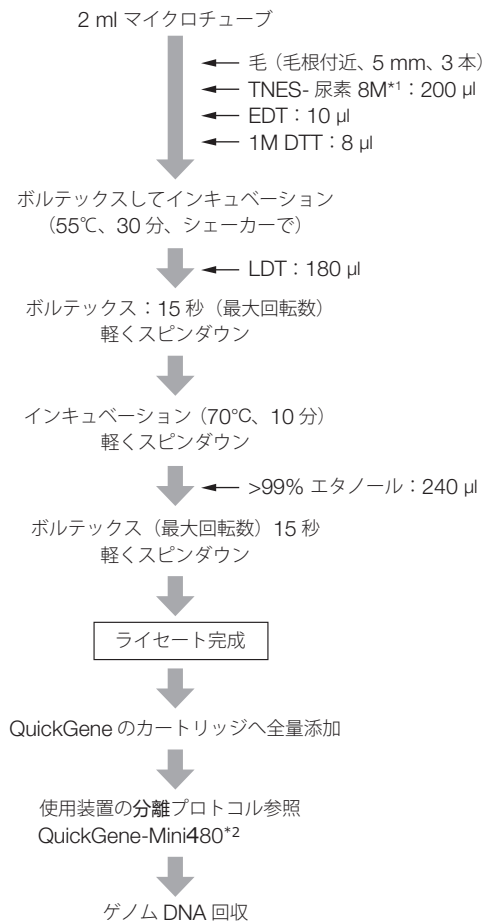 2 ml マイクロチューブ
毛（毛根付近、5 mm、3 本）
TNES- 尿素 8M*1：200 µl
EDT：10 µl
1M DTT：8 µl
ボルテックスしてインキュベーション
（55℃、30 分、シェーカーで）
LDT：180 µl
ボルテックス：15 秒（最大回転数）
軽くスピンダウン
インキュベーション（70℃、10 分）
軽くスピンダウン
>99% エタノール：240 µl
ボルテックス（最大回転数）15 秒
軽くスピンダウン
ライセート完成
QuickGene のカートリッジへ全量添加
使用装置の分離プロトコル参照
QuickGene-Mini480*2
ゲノム DNA 回収